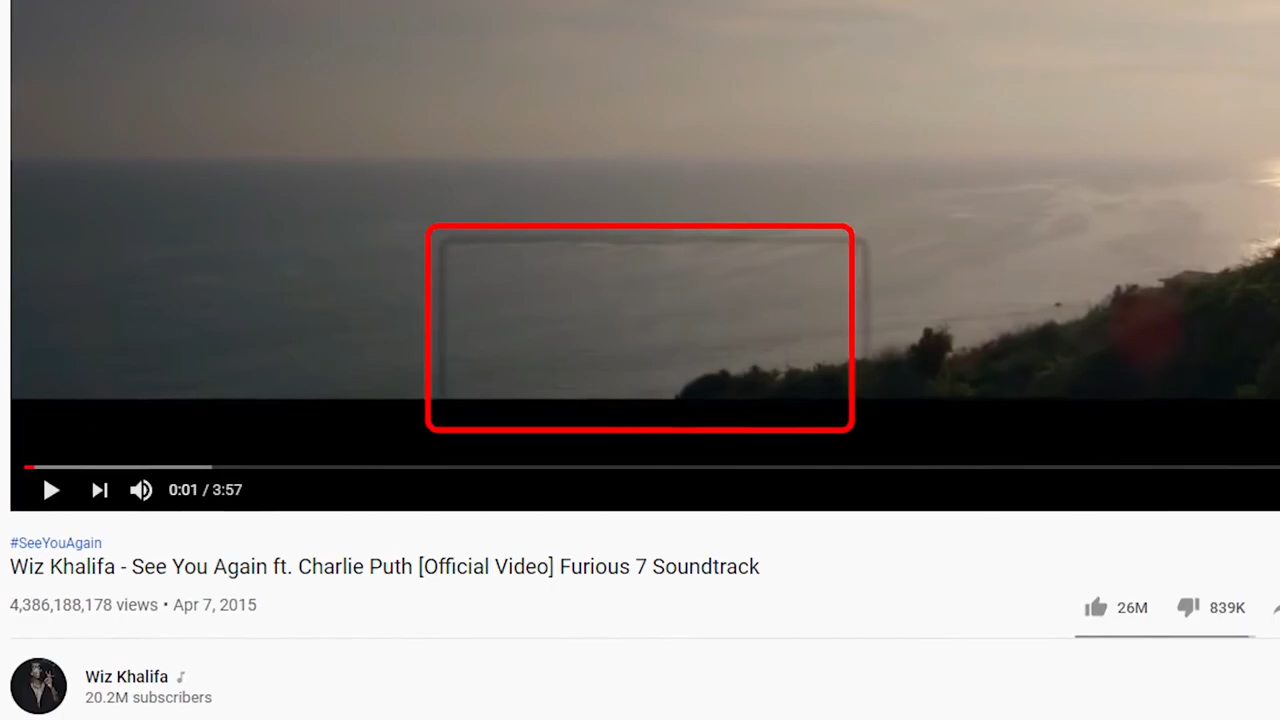 0:01 / 3:57
#SeeYouAgain
Wiz Khalifa - See You Again ft. Charlie Puth [Official Video] Furious 7 Soundtrack
4,386,188,178 views • Apr 7, 2015
26M 839K
Wiz Khalifa
20.2M subscribers